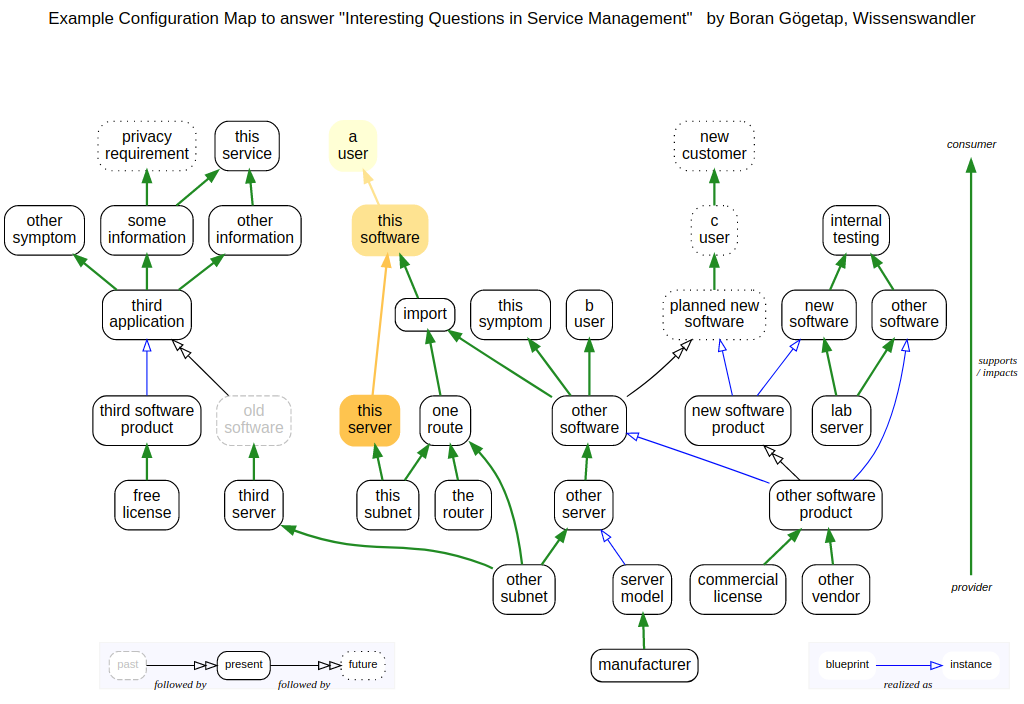 Example Configuration Map to answer "Interesting Questions in Service Management"   by Boran Gögetap, Wissenswandler
privacy
requirement
this
service
a
user
new
customer
consumer
other
symptom
some
information
other
information
this
software
c
user
internal
testing
third
application
import
this
symptom
b
user
planned new
software
new
software
other
software
supports
/ impacts
third software
product
old
software
this
server
one
route
other
software
new software
product
lab
server
free
license
third
server
this
subnet
the
router
other
server
other software
product
other
subnet
server
model
commercial
license
other
vendor
provider
manufacturer
past
present
future
followed by
followed by
blueprint
instance
realized as